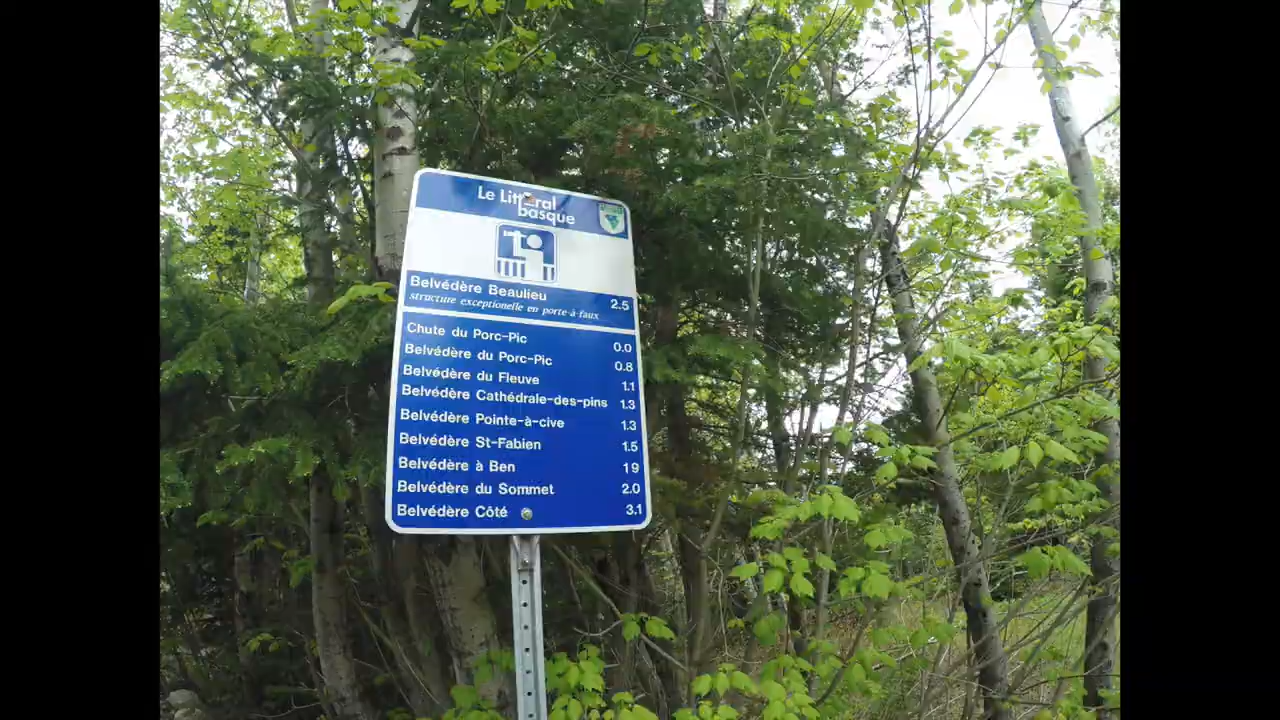 Le Littoral
basque
Belvédère Beaulieu 2.5
structure exceptionelle en porte-à-faux
Chute du Porc-Pic 0.0
Belvédère du Porc-Pic 0.8
Belvédère du Fleuve 1.1
Belvédère Cathédrale-des-pins 1.3
Belvédère Pointe-à-cive 1.3
Belvédère St-Fabien 1.5
Belvédère à Ben 1 9
Belvédère du Sommet 2.0
Belvédère Côté 3.1